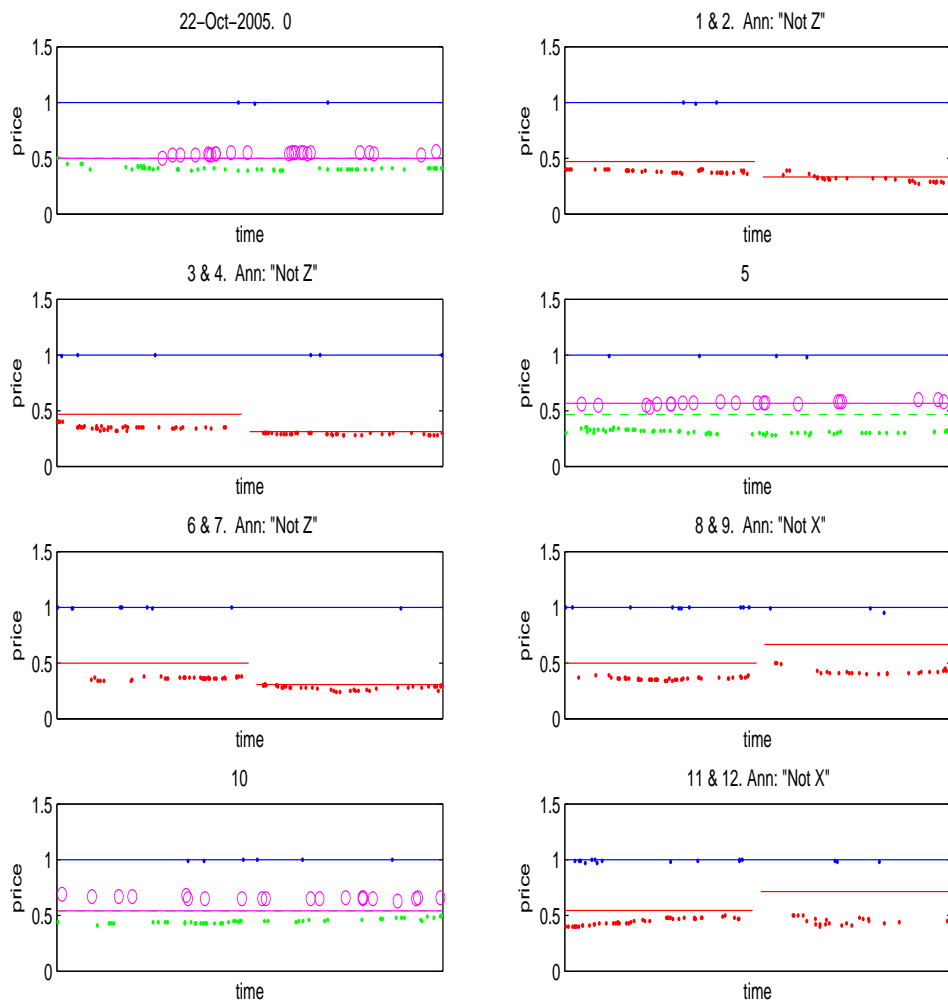 22-Oct-2005. 0
1.5
1
0.5
0
price
time
1 & 2. Ann: "Not Z"
1.5
1
0.5
0
price
time
3 & 4. Ann: "Not Z"
1.5
1
0.5
0
price
time
5
1.5
1
0.5
0
price
time
6 & 7. Ann: "Not Z"
1.5
1
0.5
0
price
time
8 & 9. Ann: "Not X"
1.5
1
0.5
0
price
time
10
1.5
1
0.5
0
price
time
11 & 12. Ann: "Not X"
1.5
1
0.5
0
price
time